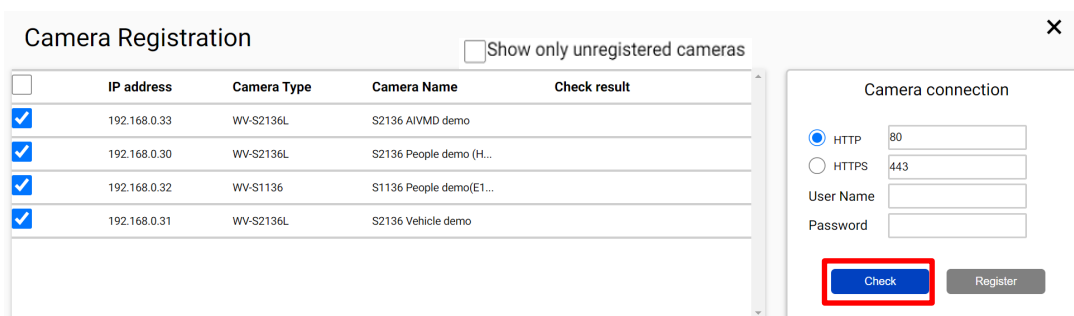 Camera Registration
Show only unregistered cameras
IP address Camera Type Camera Name Check result
192.168.0.33 WV-S2136L S2136 AIVMD demo
192.168.0.30 WV-S2136L S2136 People demo (H...
192.168.0.32 WV-S1136 S1136 People demo(E1...
192.168.0.31 WV-S2136L S2136 Vehicle demo
Camera connection
HTTP 80
HTTPS 443
User Name
Password
Check Register